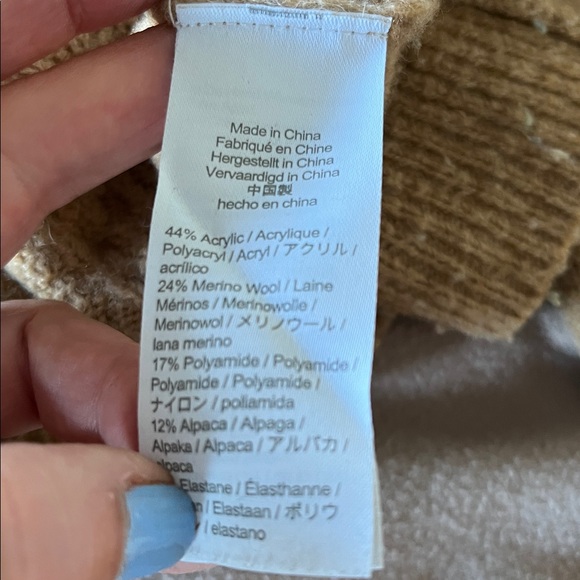 Made in China
Fabriqué en Chine
Hergestellt in China
Vervaardigd in China
中国製
hecho en china
44% Acrylic / Acrylique /
Polyacryl / Acryl / アクリル /
acrílico
24% Merino Wool / Laine
Mérinos / Merinowolle /
Merinowol / メリノウール /
lana merino
17% Polyamide / Polyamide /
Polyamide / Polyamide /
ナイロン / poliamida
12% Alpaca / Alpaga /
Alpaka / Alpaca / アルパカ /
alpaca
Elastane / Élasthanne /
/ Elastaan / ポリウ
/ elastano